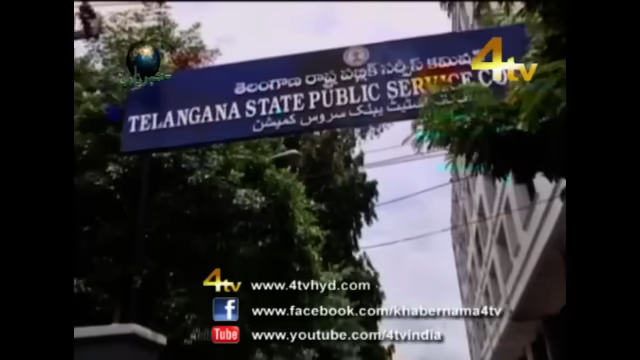 4tv
తెలంగాణ రాష్ట్ర పబ్లిక్ సర్వీస్ కమిషన్
TELANGANA STATE PUBLIC SERVICE CO
اسٹیٹ پبلک سروس کمیشن
4tv www.4tvhyd.com
f www.facebook.com/khabernama4tv
You Tube www.youtube.com/4tvindia